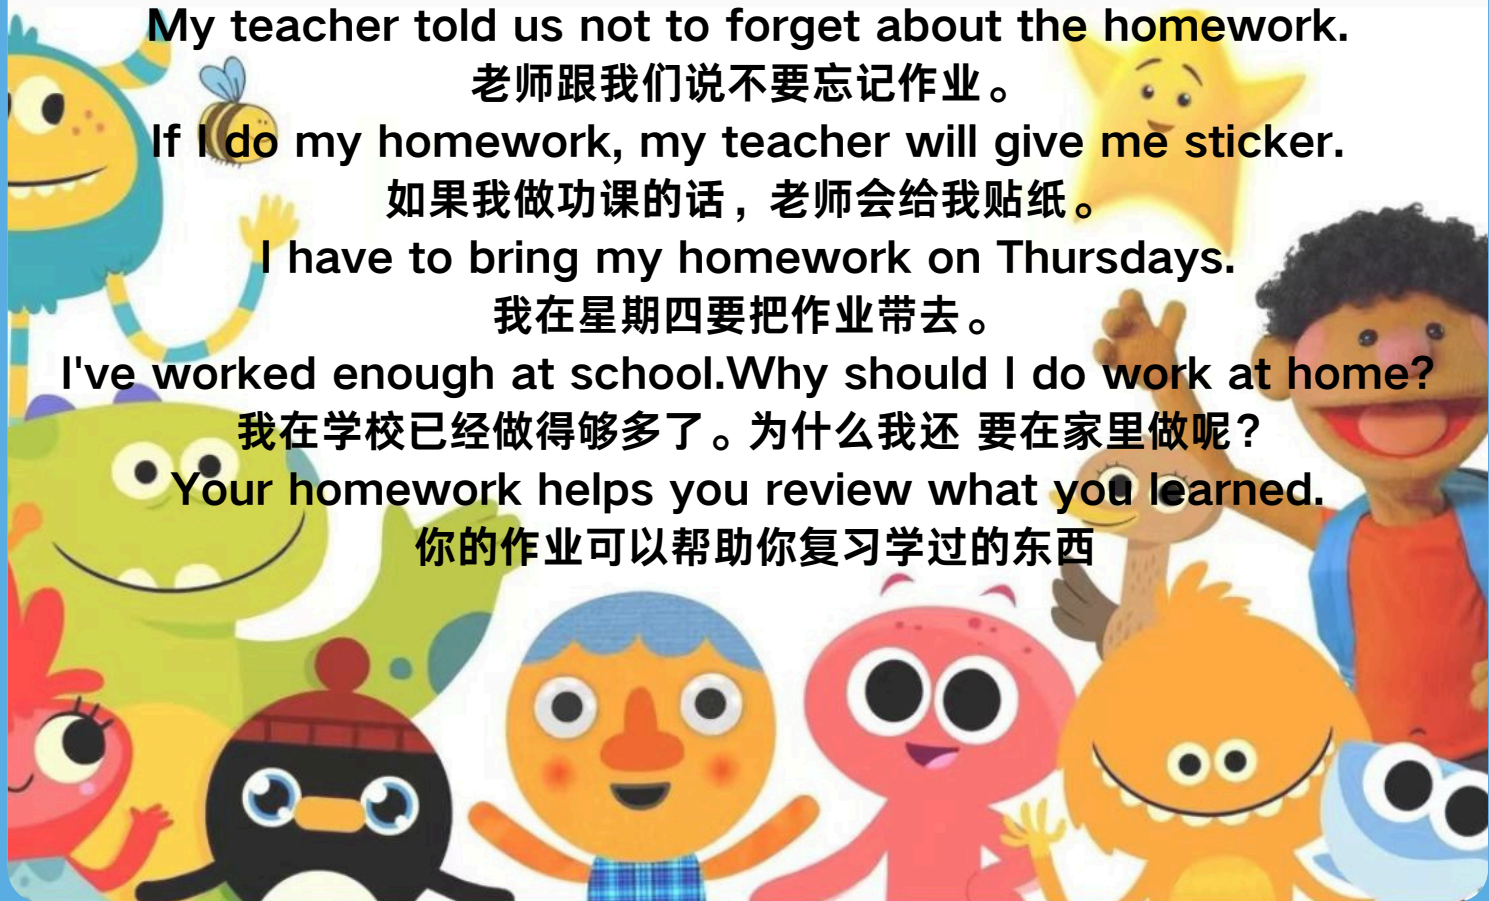 My teacher told us not to forget about the homework.
老师跟我们说不要忘记作业。
If I do my homework, my teacher will give me sticker.
如果我做功课的话，老师会给我贴纸。
I have to bring my homework on Thursdays.
我在星期四要把作业带去。
I've worked enough at school.Why should I do work at home?
我在学校已经做得够多了。为什么我还 要在家里做呢?
Your homework helps you review what you learned.
你的作业可以帮助你复习学过的东西